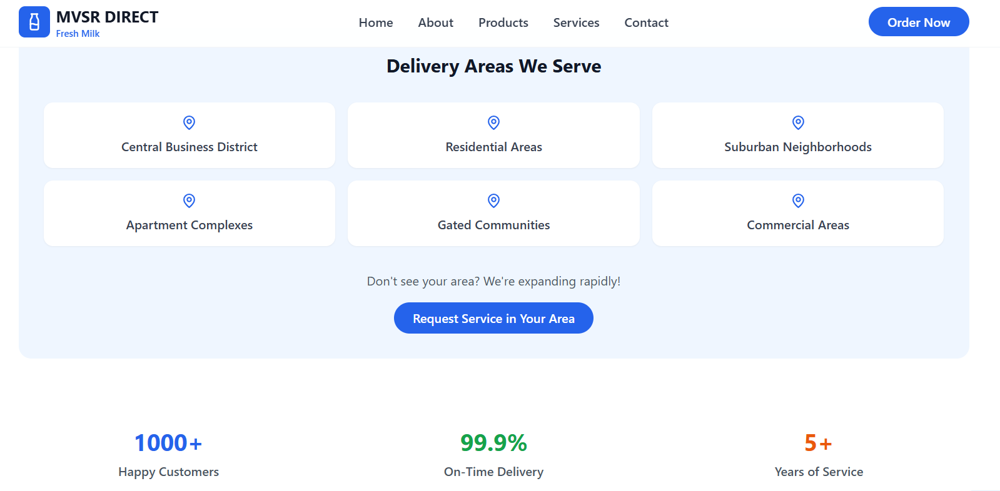 MVSR DIRECT
Fresh Milk
Home About Products Services Contact
Order Now
Delivery Areas We Serve
Central Business District
Residential Areas
Suburban Neighborhoods
Apartment Complexes
Gated Communities
Commercial Areas
Don't see your area? We're expanding rapidly!
Request Service in Your Area
1000+
Happy Customers
99.9%
On-Time Delivery
5+
Years of Service